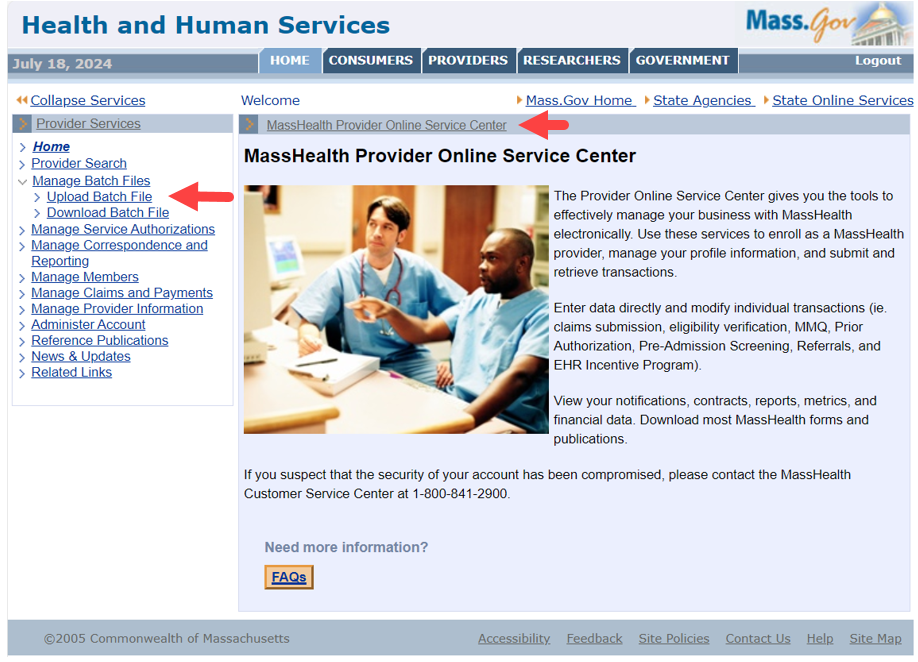 Health and Human Services
Mass.Gov
July 18, 2024
HOME CONSUMERS PROVIDERS RESEARCHERS GOVERNMENT
Logout
Collapse Services
Welcome
Mass.Gov Home State Agencies State Online Services
Provider Services
Home
Provider Search
Manage Batch Files
Upload Batch File
Download Batch File
Manage Service Authorizations
Manage Correspondence and
Reporting
Manage Members
Manage Claims and Payments
Manage Provider Information
Administer Account
Reference Publications
News & Updates
Related Links
MassHealth Provider Online Service Center
MassHealth Provider Online Service Center
The Provider Online Service Center gives you the tools to
effectively manage your business with MassHealth
electronically. Use these services to enroll as a MassHealth
provider, manage your profile information, and submit and
retrieve transactions.
Enter data directly and modify individual transactions (ie.
claims submission, eligibility verification, MMQ, Prior
Authorization, Pre-Admission Screening, Referrals, and
EHR Incentive Program).
View your notifications, contracts, reports, metrics, and
financial data. Download most MassHealth forms and
publications.
If you suspect that the security of your account has been compromised, please contact the MassHealth
Customer Service Center at 1-800-841-2900.
Need more information?
FAQs
©2005 Commonwealth of Massachusetts
Accessibility Feedback Site Policies Contact Us Help Site Map